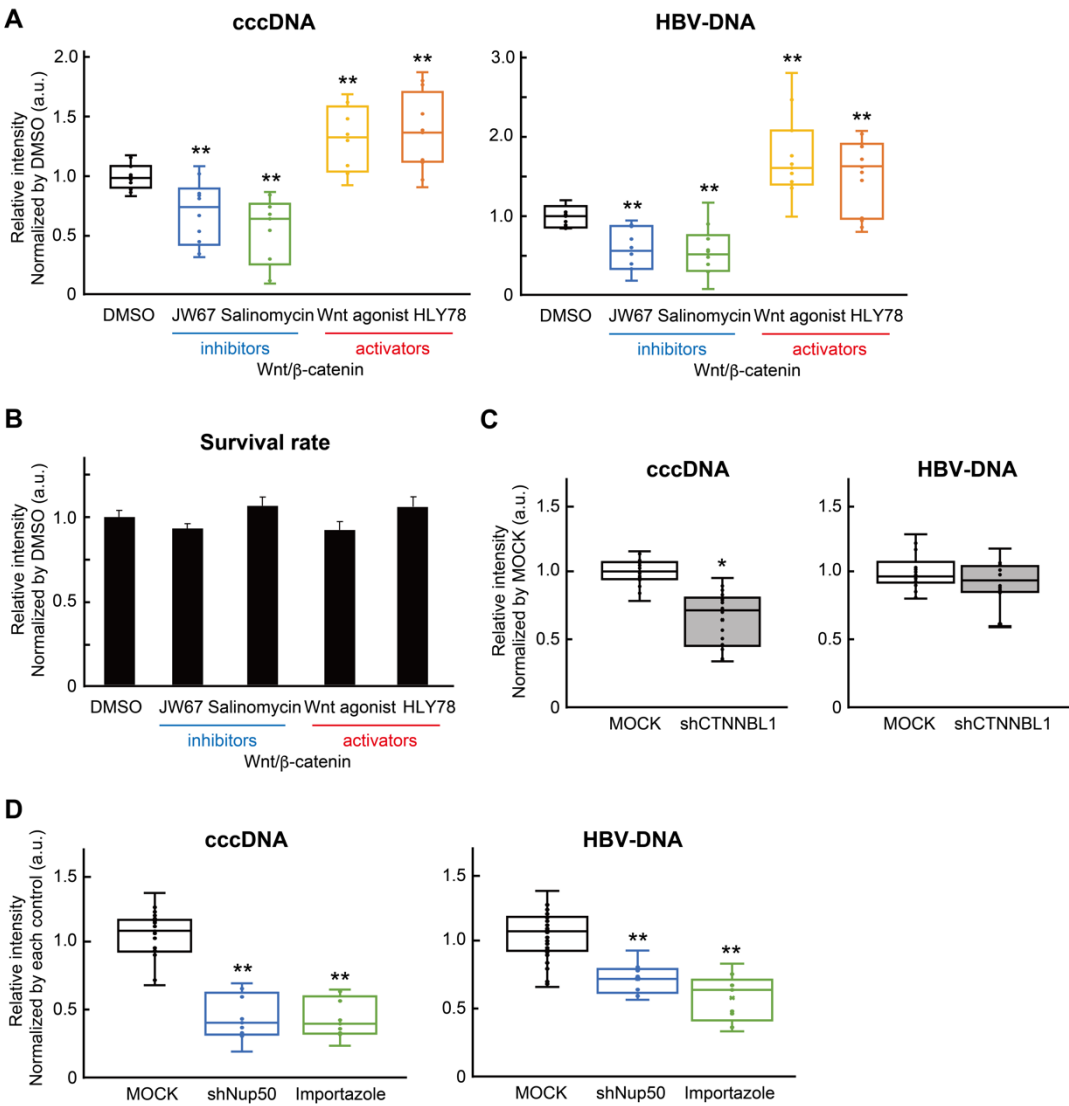 A
cccDNA
HBV-DNA
Relative intensity
Normalized by DMSO (a.u.)
2.0
1.5
1.0
0.5
0
**
**
**
**
3.0
2.0
1.0
0
**
**
**
**
DMSO JW67 Salinomycin Wnt agonist HLY78
inhibitors activators
Wnt/β-catenin
DMSO JW67 Salinomycin Wnt agonist HLY78
inhibitors activators
Wnt/β-catenin
B
Survival rate
Relative intensity
Normalized by DMSO (a.u.)
1.0
0.5
0
DMSO JW67 Salinomycin Wnt agonist HLY78
inhibitors activators
Wnt/β-catenin
C
cccDNA
HBV-DNA
Relative intensity
Normalized by MOCK (a.u.)
1.5
1.0
0.5
0
*
MOCK shCTNNBL1
1.5
1.0
0.5
0
MOCK shCTNNBL1
D
cccDNA
HBV-DNA
Relative intensity
Normalized by each control (a.u.)
1.5
1.0
0.5
0
**
**
MOCK shNup50 Importazole
1.5
1.0
0.5
0
**
**
MOCK shNup50 Importazole